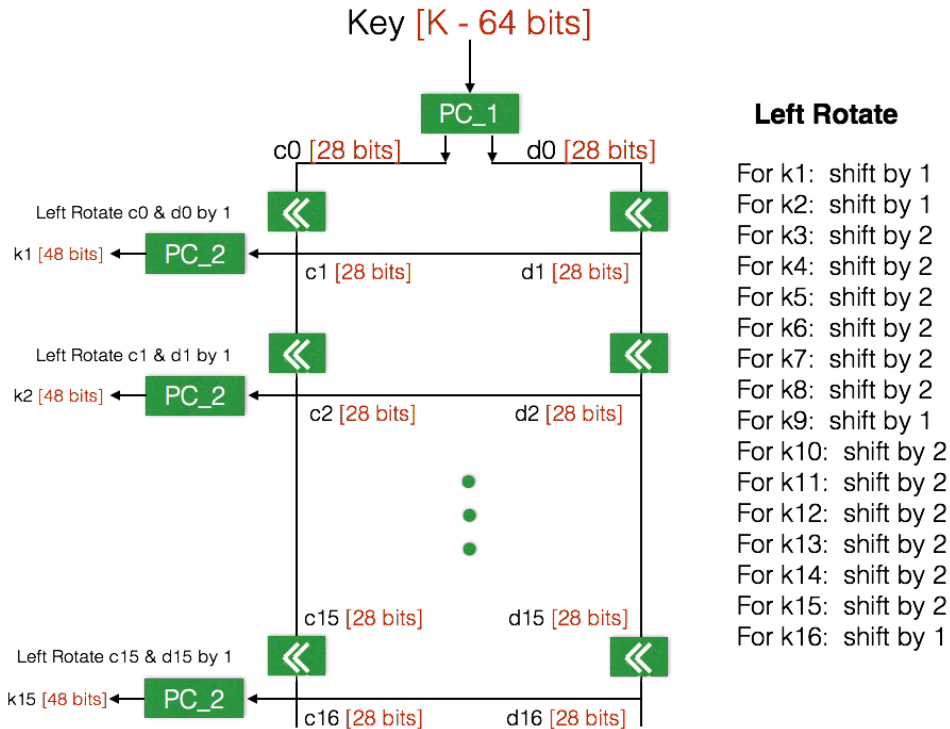 Key [K - 64 bits]
PC_1
c0 [28 bits]
d0 [28 bits]
Left Rotate c0 & d0 by 1
k1 [48 bits]
PC_2
c1 [28 bits]
d1 [28 bits]
Left Rotate c1 & d1 by 1
k2 [48 bits]
PC_2
c2 [28 bits]
d2 [28 bits]
c15 [28 bits]
d15 [28 bits]
Left Rotate c15 & d15 by 1
k15 [48 bits]
PC_2
c16 [28 bits]
d16 [28 bits]
Left Rotate
For k1: shift by 1
For k2: shift by 1
For k3: shift by 2
For k4: shift by 2
For k5: shift by 2
For k6: shift by 2
For k7: shift by 2
For k8: shift by 2
For k9: shift by 1
For k10: shift by 2
For k11: shift by 2
For k12: shift by 2
For k13: shift by 2
For k14: shift by 2
For k15: shift by 2
For k16: shift by 1